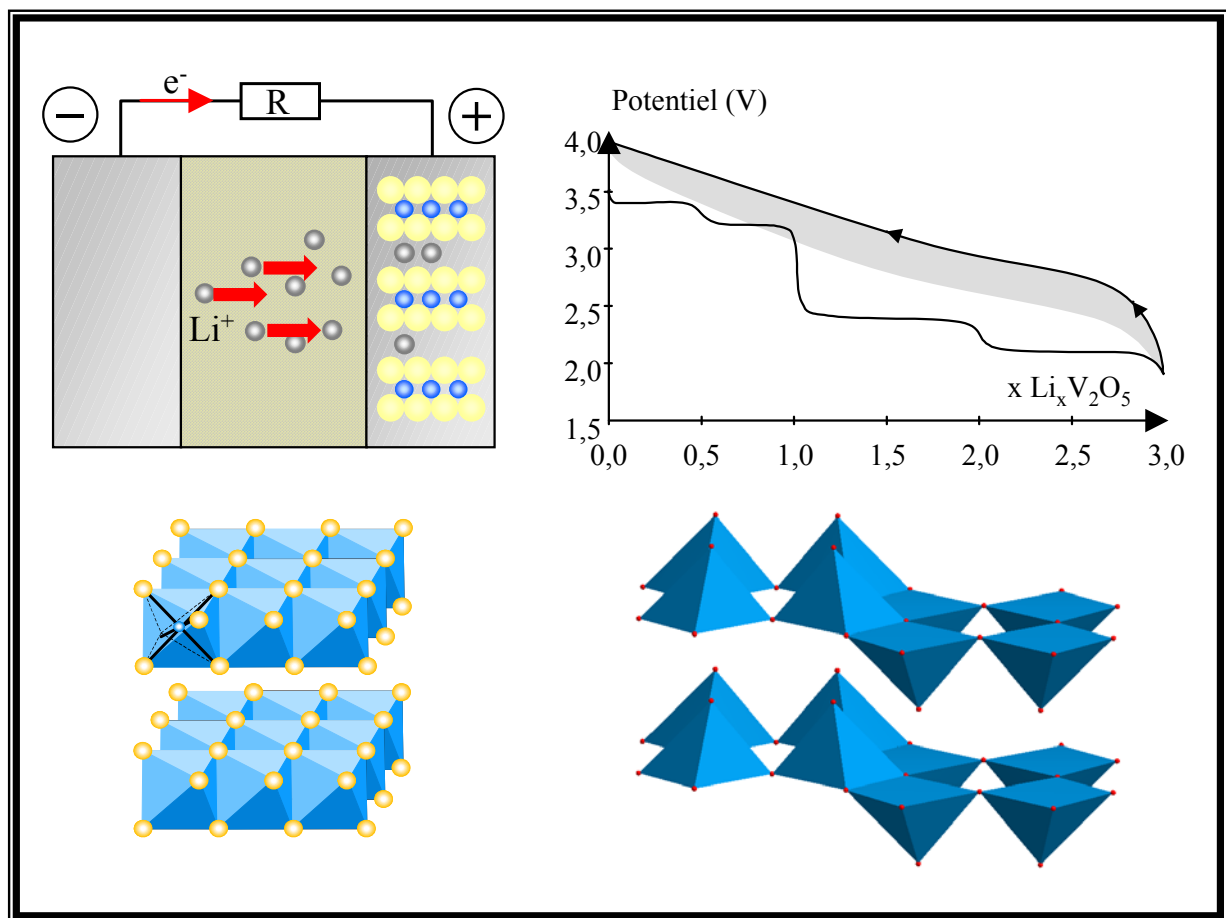 e-
R
−
+
Li+
Potentiel (V)
4,0
3,5
3,0
2,5
2,0
1,5
x LixV2O5
0,0 0,5 1,0 1,5 2,0 2,5 3,0